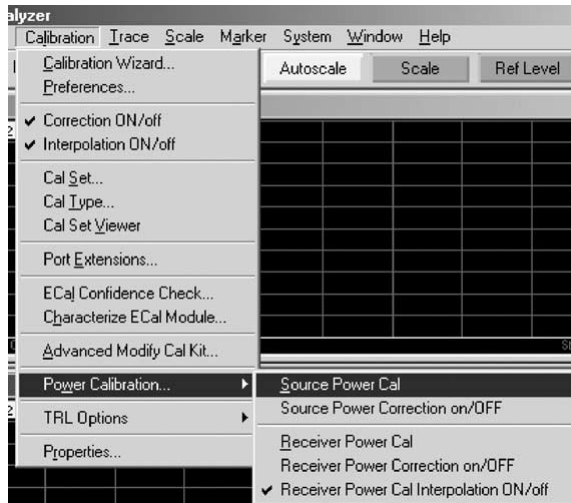 alyzer
Calibration Trace Scale Marker System Window Help
Autoscale Scale Ref Level
Calibration Wizard...
Preferences...
Correction ON/off
Interpolation ON/off
Cal Set...
Cal Type...
Cal Set Viewer
Port Extensions...
ECal Confidence Check...
Characterize ECal Module...
Advanced Modify Cal Kit...
Power Calibration...
TRL Options
Properties...
Source Power Cal
Source Power Correction on/OFF
Receiver Power Cal
Receiver Power Correction on/OFF
Receiver Power Cal Interpolation ON/off